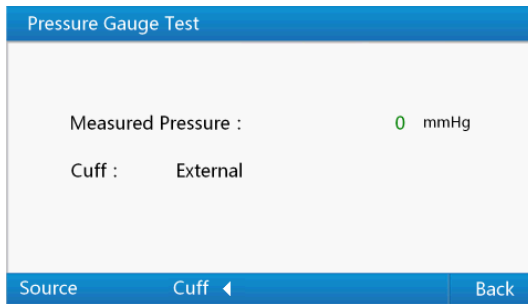 Pressure Gauge Test
Measured Pressure : 0 mmHg
Cuff : External
Source Cuff Back